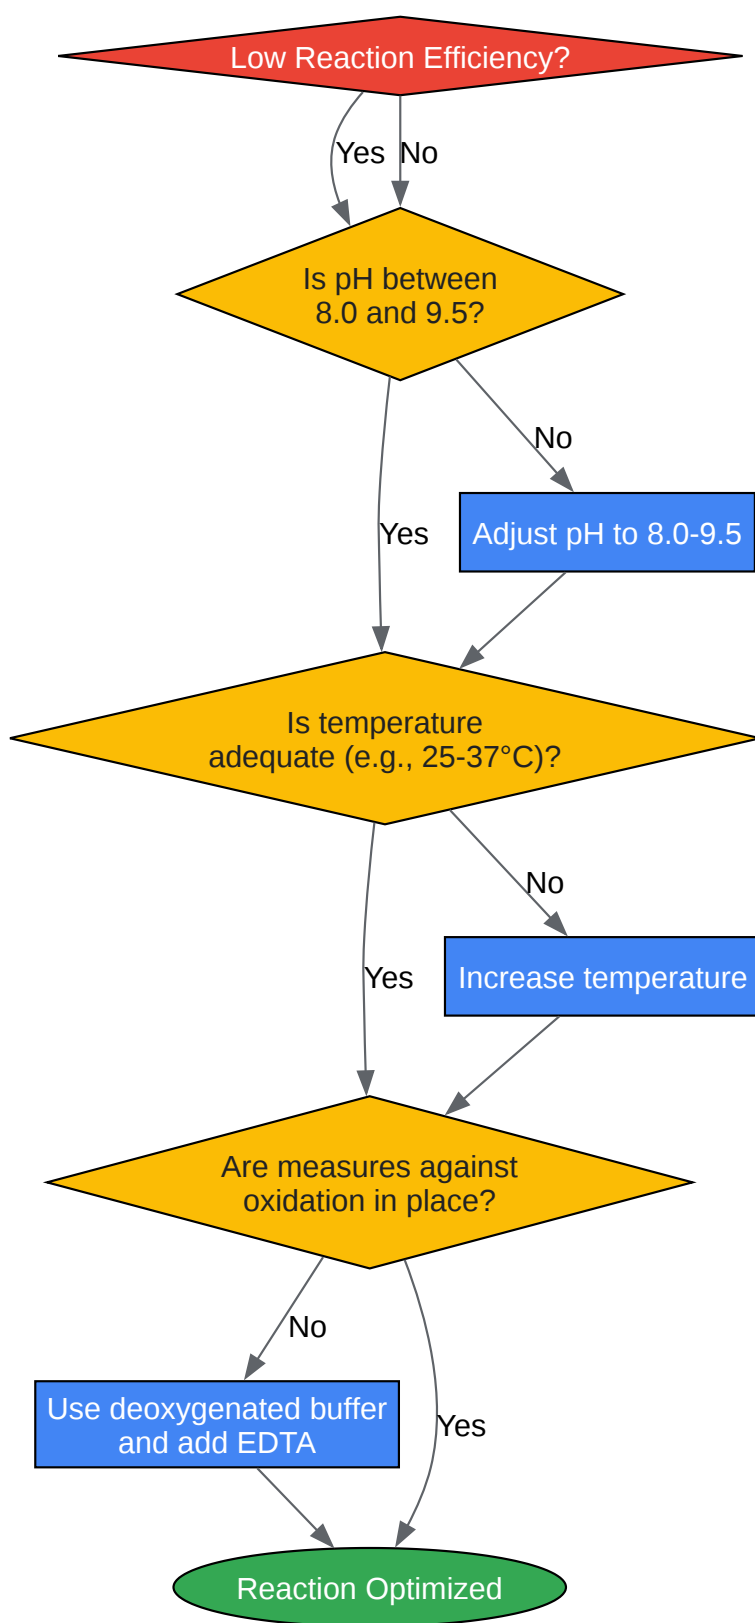 Low Reaction Efficiency?
Yes
No
Is pH between
8.0 and 9.5?
No
Yes
Adjust pH to 8.0-9.5
Is temperature
adequate (e.g., 25-37°C)?
No
Yes
Increase temperature
Are measures against
oxidation in place?
No
Use deoxygenated buffer
and add EDTA
Yes
Reaction Optimized